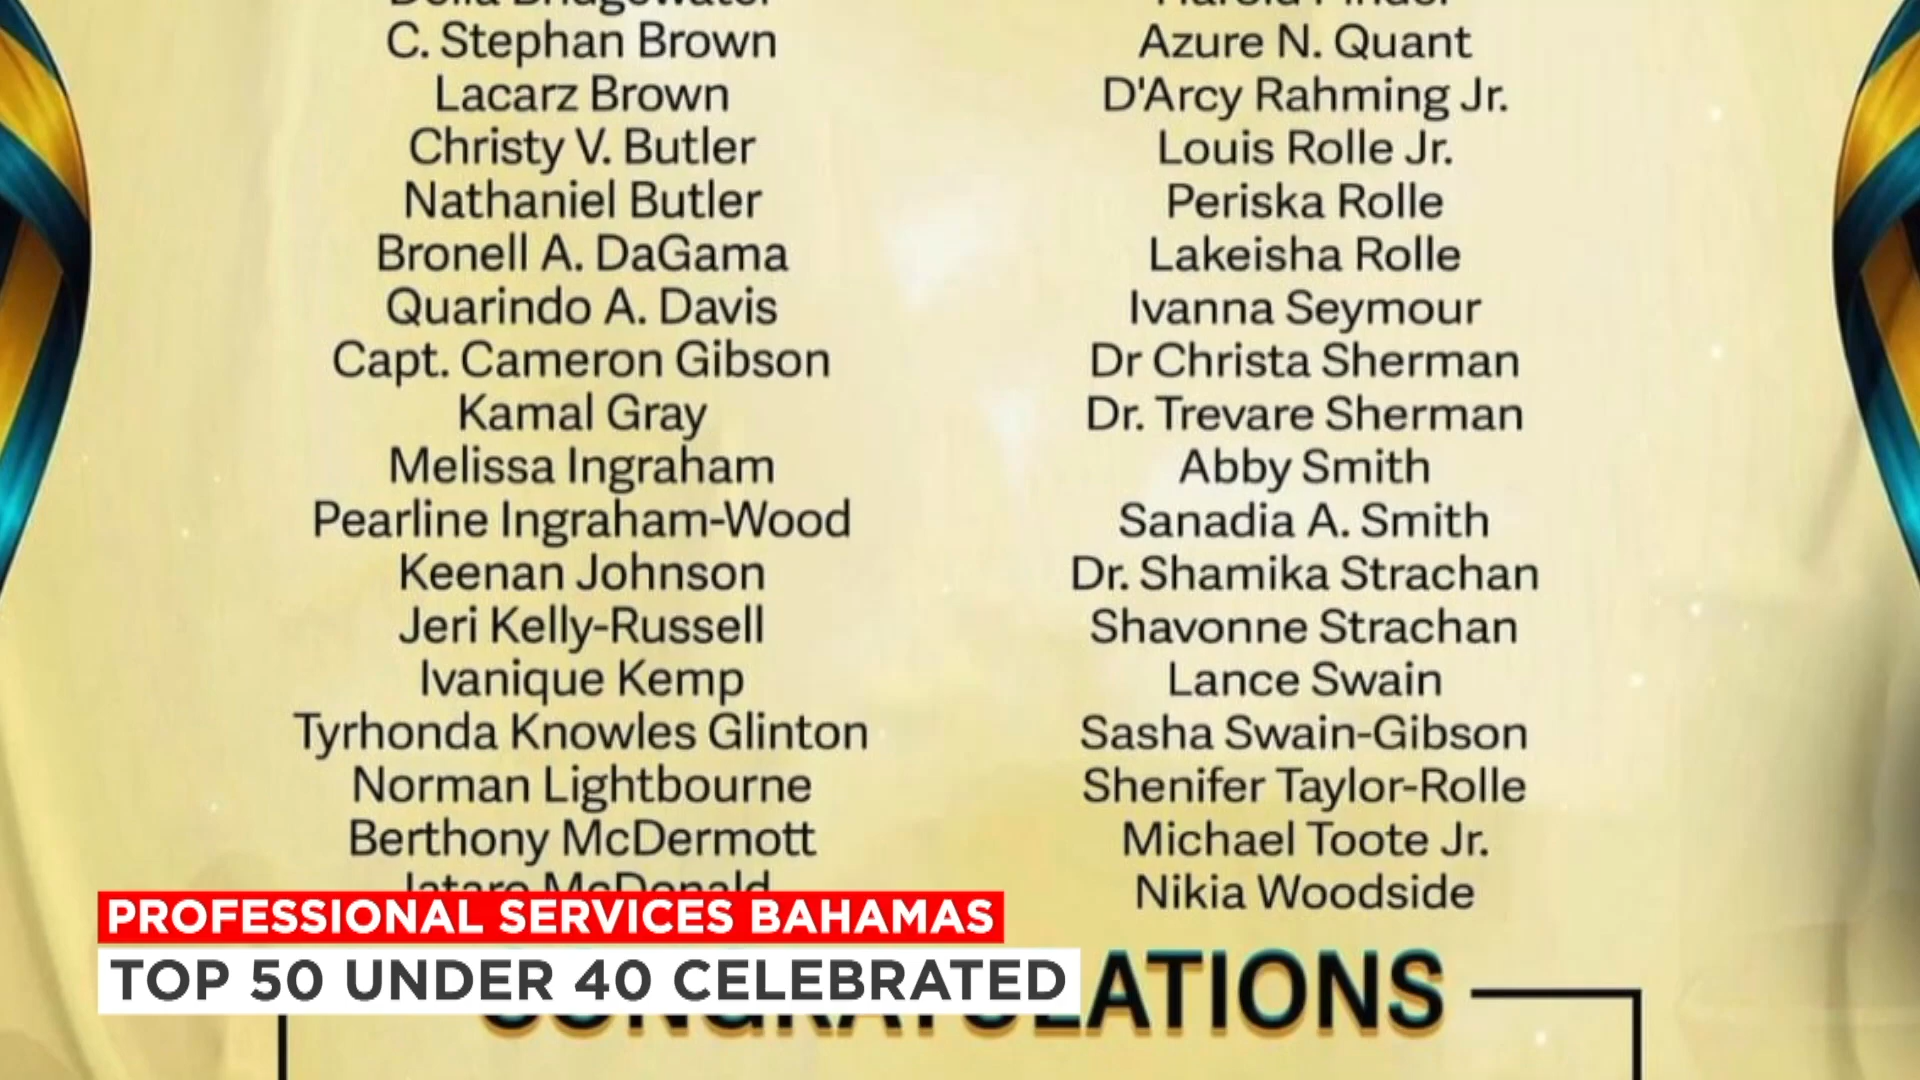 C. Stephan Brown
Lacarz Brown
Christy V. Butler
Nathaniel Butler
Bronell A. DaGama
Quarindo A. Davis
Capt. Cameron Gibson
Kamal Gray
Melissa Ingraham
Pearline Ingraham-Wood
Keenan Johnson
Jeri Kelly-Russell
Ivanique Kemp
Tyrhonda Knowles Glinton
Norman Lightbourne
Berthony McDermott
McDonald
Azure N. Quant
D'Arcy Rahming Jr.
Louis Rolle Jr.
Periska Rolle
Lakeisha Rolle
Ivanna Seymour
Dr Christa Sherman
Dr. Trevare Sherman
Abby Smith
Sanadia A. Smith
Dr. Shamika Strachan
Shavonne Strachan
Lance Swain
Sasha Swain-Gibson
Shenifer Taylor-Rolle
Michael Toote Jr.
Nikia Woodside
CONGRATULATIONS
PROFESSIONAL SERVICES BAHAMAS
TOP 50 UNDER 40 CELEBRATED